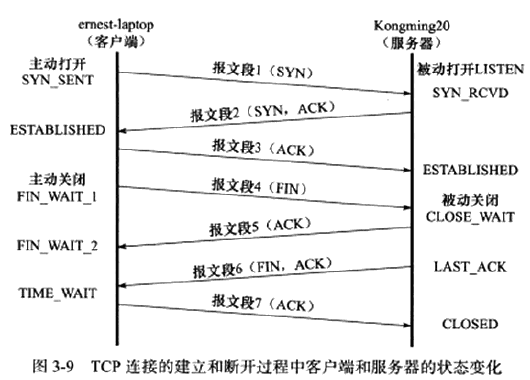 ernest-laptop
(客户端)
Kongming20
(服务器)
主动打开
SYN_SENT
报文段1(SYN)
被动打开LISTEN
SYN_RCVD
报文段2(SYN,ACK)
ESTABLISHED
报文段3(ACK)
ESTABLISHED
主动关闭
FIN_WAIT_1
报文段4(FIN)
被动关闭
CLOSE_WAIT
报文段5(ACK)
FIN_WAIT_2
报文段6(FIN,ACK)
LAST_ACK
TIME_WAIT
报文段7(ACK)
CLOSED
图 3-9 TCP 连接的建立和断开过程中客户端和服务器的状态变化